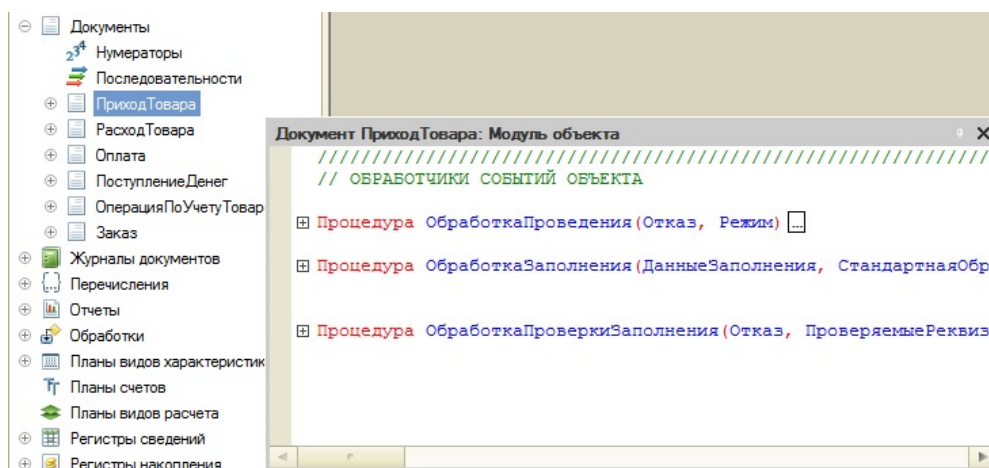 Документы
Нумераторы
Последовательности
ПриходТовара
РасходТовара
Оплата
ПоступлениеДенег
ОперацияПоУчетуТовар
Заказ
Журналы документов
Перечисления
Отчеты
Обработки
Планы видов характеристик
Планы счетов
Планы видов расчета
Регистры сведений
Регистры накопления
Документ ПриходТовара: Модуль объекта
//////////////////////////////////////////////////////////////
// ОБРАБОТЧИКИ СОБЫТИЙ ОБЪЕКТА
Процедура ОбработкаПроведения(Отказ, Режим) ...
Процедура ОбработкаЗаполнения(ДанныеЗаполнения, СтандартнаяОбр
Процедура ОбработкаПроверкиЗаполнения(Отказ, ПроверяемыеРеквиз